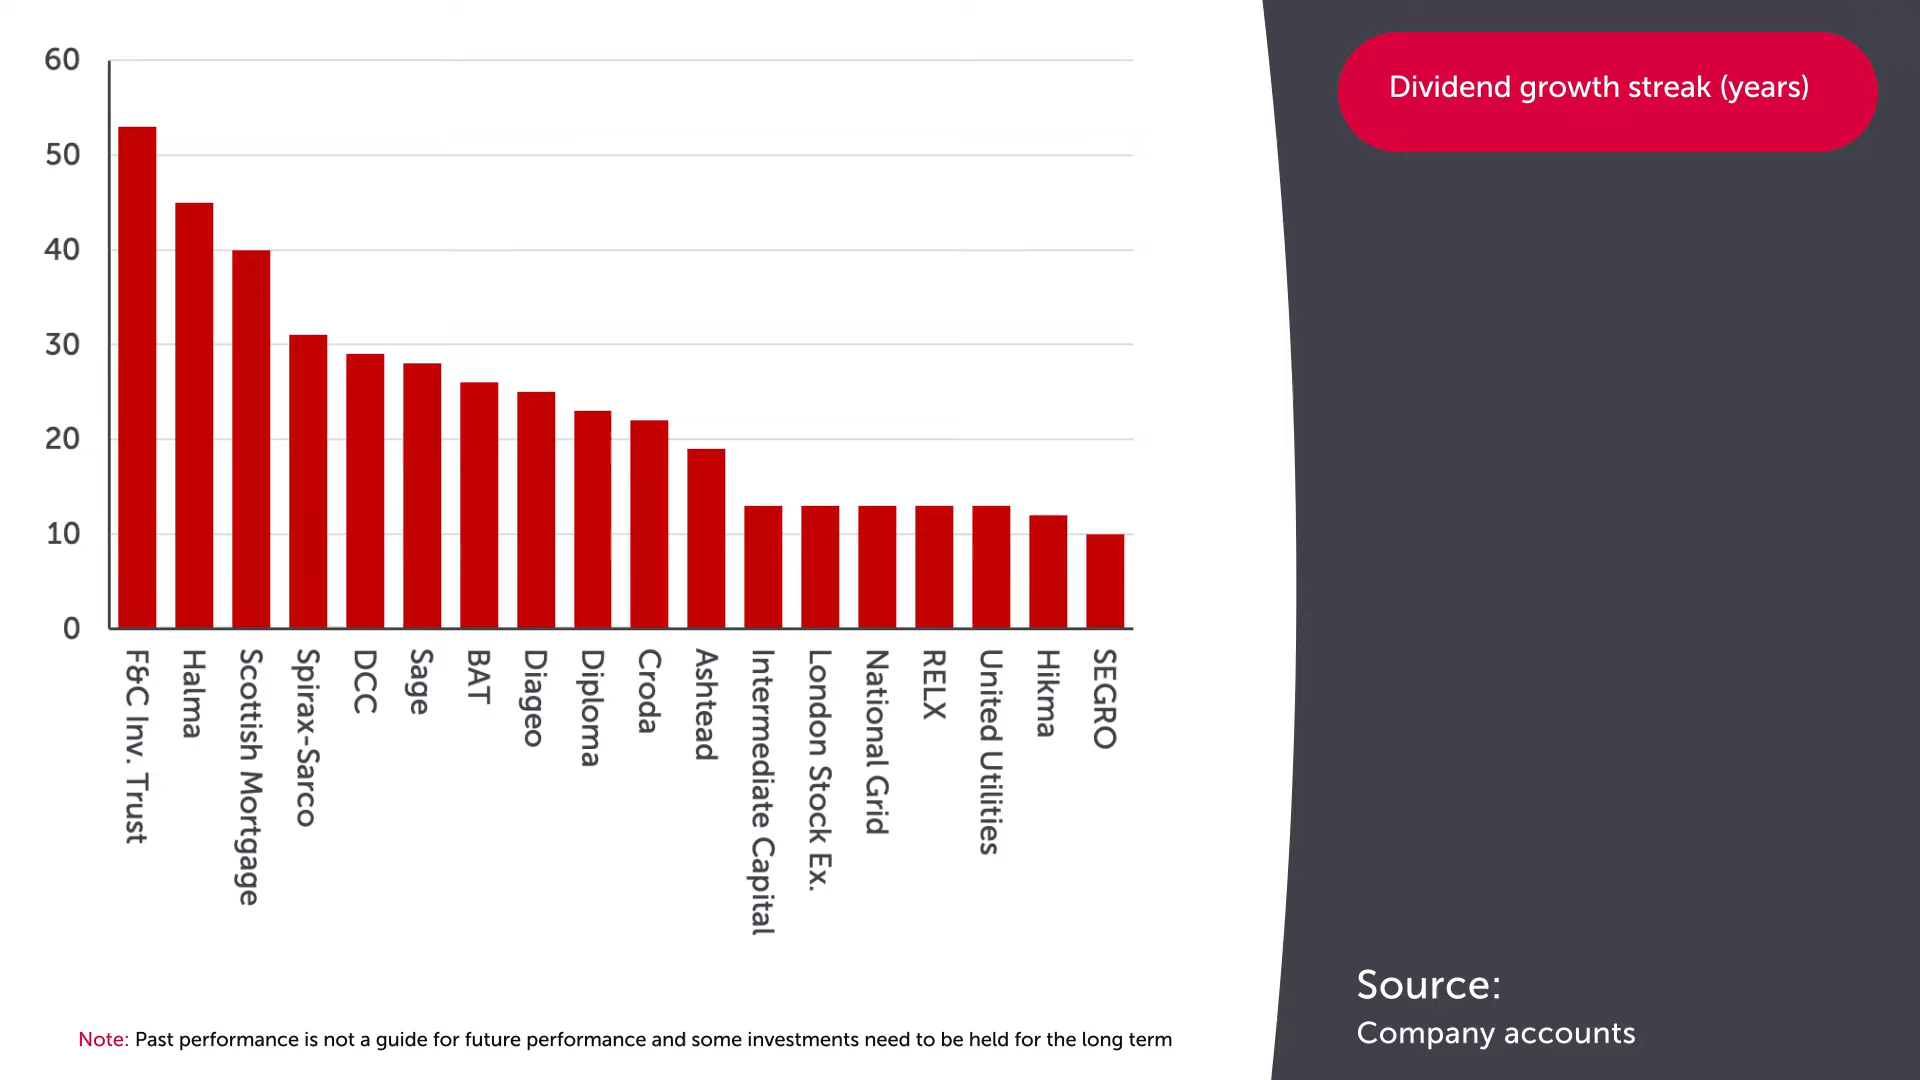 60
50
40
30
20
10
0
F&C Inv. Trust
Halma
Scottish Mortgage
Spirax-Sarco
DCC
Sage
BAT
Diageo
Diploma
Croda
Ashtead
Intermediate Capital
London Stock Ex.
National Grid
RELX
United Utilities
Hikma
SEGRO
Note: Past performance is not a guide for future performance and some investments need to be held for the long term
Dividend growth streak (years)
Source:
Company accounts